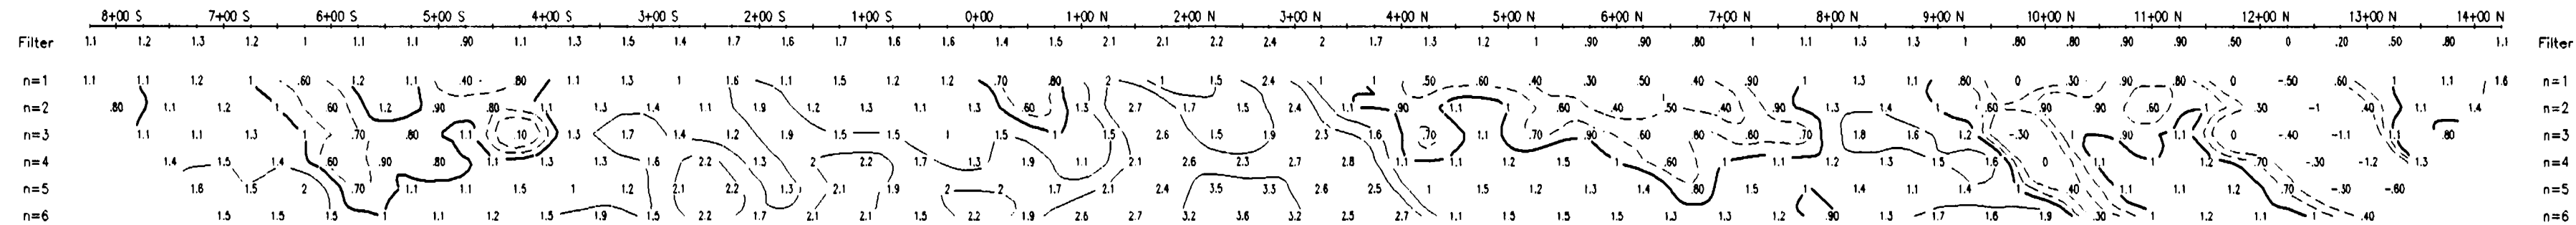 8+00 S 7+00 S 6+00 S 5+00 S 4+00 S 3+00 S 2+00 S 1+00 S 0+00 1+00 N 2+00 N 3+00 N 4+00 N 5+00 N 6+00 N 7+00 N 8+00 N 9+00 N 10+00 N 11+00 N 12+00 N 13+00 N 14+00 N
Filter 1.1 1.2 1.3 1.2 1 1.1 1.1 .90 1.1 1.3 1.5 1.4 1.7 1.6 1.7 1.6 1.6 1.4 1.5 2.1 2.1 2.2 2.4 2 1.7 1.3 1.2 1 .90 .90 .80 1 1.1 1.3 1.3 1 .80 .80 .90 .90 .50 0 .20 .50 .80 1.1 Filter
n=1 1.1 1.1 1.2 1 .60 1.2 1.1 .40 .80 1.1 1.3 1 1.6 1.1 1.5 1.2 1.2 .70 .80 2 1 1.5 2.4 1 1 .50 .60 .40 .30 .50 .40 .90 1 1.3 1.1 .80 0 .30 .90 .80 0 -.50 .60 1 1.1 1.6 n=1
n=2 .80 1.1 1.2 1 .60 1.2 .90 .80 1.1 1.3 1.4 1.1 1.9 1.2 1.1 1.3 .60 1.3 2.7 1.7 1.5 2.4 1.1 .90 1.1 1 .60 .40 .50 .40 .90 1.3 1.4 1 .60 .90 .90 .60 1 .30 -1 .40 1.1 1.4 n=2
n=3 1.1 1.1 1.3 1 .70 .80 1.1 .10 1.3 1.7 1.4 1.2 1.9 1.5 1.5 1 1.5 1 1.5 2.6 1.5 1.9 2.3 1.6 .70 1.1 .70 .90 .60 .80 .60 .70 1.8 1.6 1.2 -.30 1 .90 1.1 0 -.40 -1.1 1.1 .80 n=3
n=4 1.4 1.5 1.4 .60 .90 .80 1.1 1.3 1.3 1.6 2.2 1.3 2 2.2 1.7 1.3 1.9 1.1 2.1 2.6 2.3 2.7 2.8 1.1 1.1 1.2 1.5 1 .60 1 1.1 1.2 1.3 1.5 1.6 0 1.1 1 1.2 .70 -.30 -1.2 1.3 n=4
n=5 1.6 1.5 2 .70 1.1 1.1 1.5 1 1.2 2.1 2.2 1.3 2.1 1.9 2 2 1.7 2.1 2.4 3.5 3.3 2.6 2.5 1 1.5 1.2 1.3 1.4 .80 1.5 1 1.4 1.1 1.4 1 .40 1.1 1.1 1.2 .70 -.30 -.60 n=5
n=6 1.5 1.5 1.5 1 1.1 1.2 1.5 1.9 1.5 2.2 1.7 2.1 2.1 1.5 2.2 1.9 2.6 2.7 3.2 3.6 3.2 2.5 2.7 1.1 1.5 1.5 1.5 1.3 1.3 1.2 .90 1.3 1.7 1.6 1.9 .30 1 1.2 1.1 1 .40 n=6